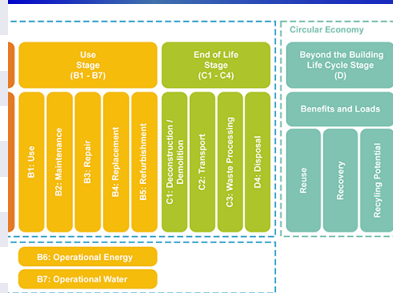 Circular Economy
Use
Stage
(B1 - B7)
End of Life
Stage
(C1 - C4)
Beyond the Building
Life Cycle Stage
(D)
Benefits and Loads
B1: Use
B2: Maintenance
B3: Repair
B4: Replacement
B5: Refurbishment
C1: Deconstruction /
Demolition
C2: Transport
C3: Waste Processing
D4: Disposal
Reuse
Recovery
Recyling Potential
B6: Operational Energy
B7: Operational Water